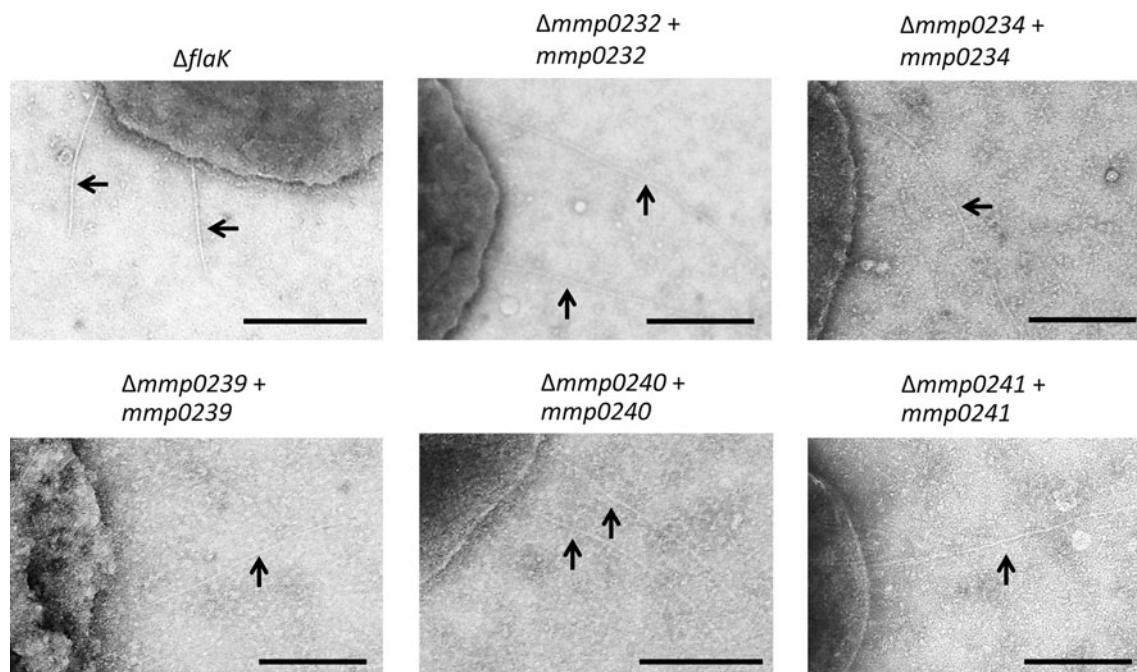 ΔflaK
Δmmp0232 +
mmp0232
Δmmp0234 +
mmp0234
Δmmp0239 +
mmp0239
Δmmp0240 +
mmp0240
Δmmp0241 +
mmp0241